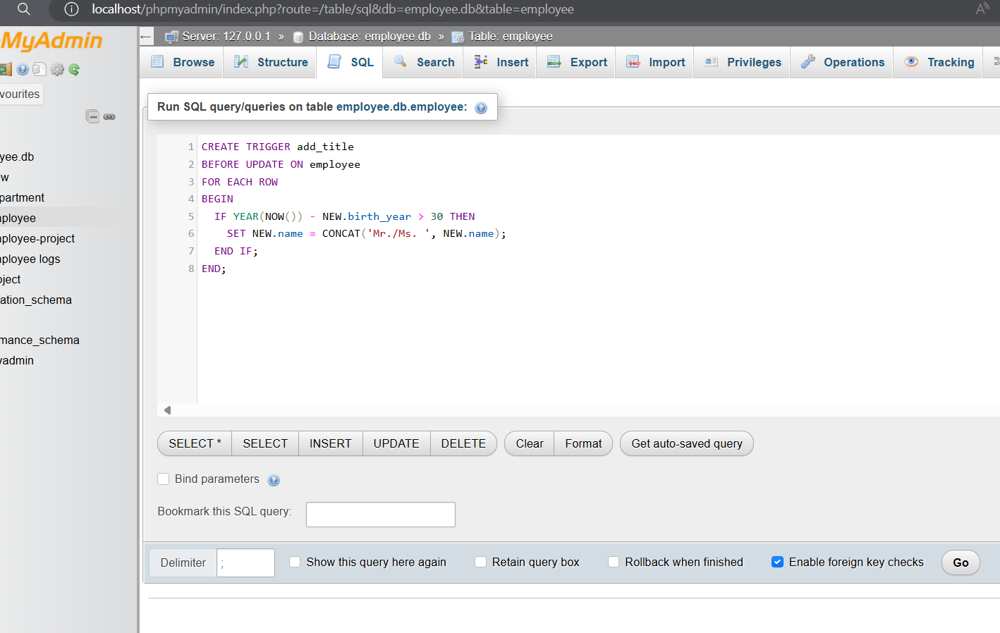 localhost/phpmyadmin/index.php?route=/table/sql&db=employee.db&table=employee
MyAdmin
Server: 127.0.0.1 » Database: employee.db » Table: employee
Browse Structure SQL Search Insert Export Import Privileges Operations Tracking
vourites
Run SQL query/queries on table employee.db.employee:
yee.db
w
partment
ployee
ployee-project
ployee logs
oject
ation_schema
mance_schema
yadmin
1 CREATE TRIGGER add_title
2 BEFORE UPDATE ON employee
3 FOR EACH ROW
4 BEGIN
5 IF YEAR(NOW()) - NEW.birth_year > 30 THEN
6 SET NEW.name = CONCAT('Mr./Ms. ', NEW.name);
7 END IF;
8 END;
SELECT * SELECT INSERT UPDATE DELETE Clear Format Get auto-saved query
Bind parameters
Bookmark this SQL query:
Delimiter ; Show this query here again Retain query box Rollback when finished Enable foreign key checks Go